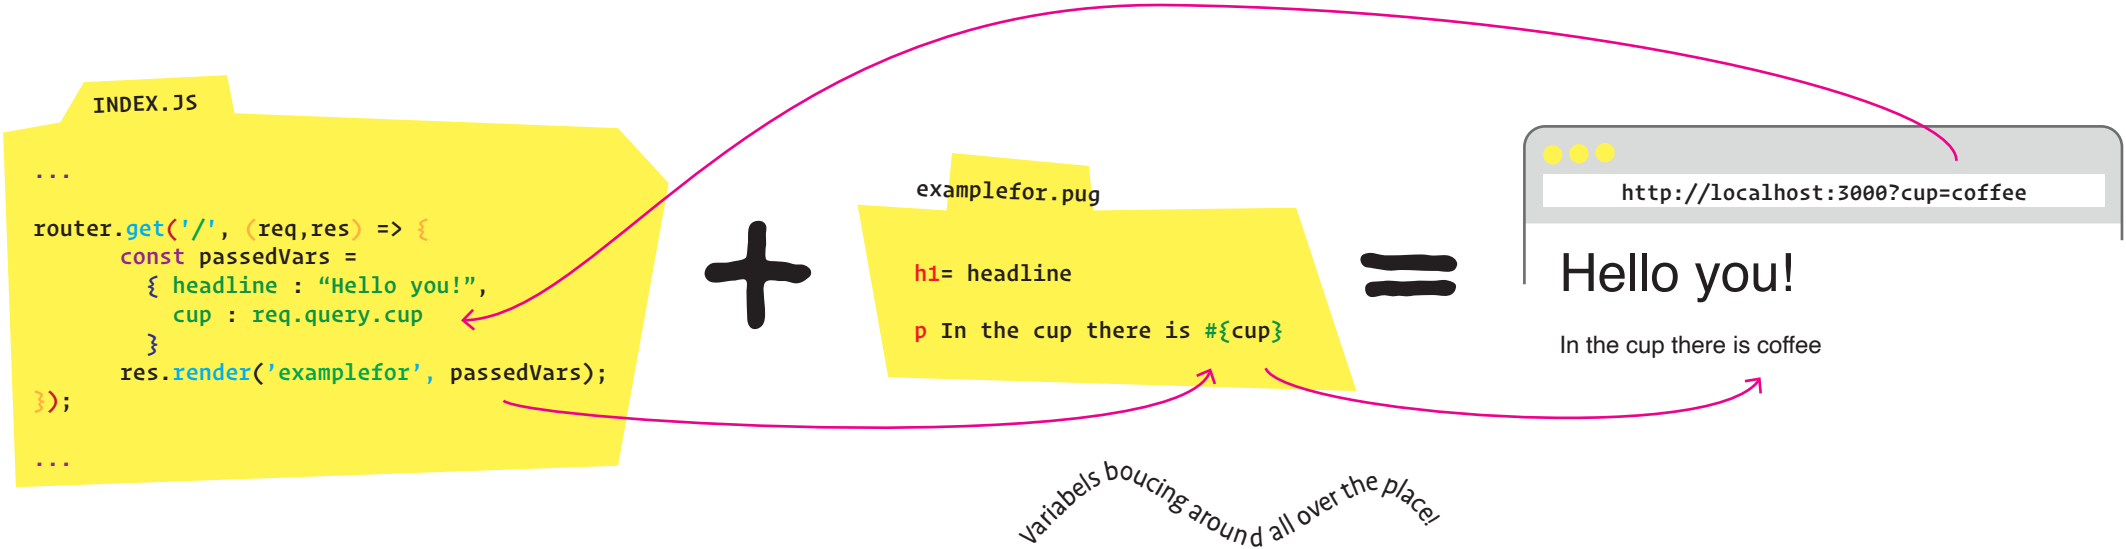 INDEX.JS
...
router.get('/', (req,res) => {
const passedVars =
{ headline : “Hello you!”,
cup : req.query.cup
}
res.render(’examplefor’, passedVars);
});
...
examplefor.pug
h1= headline
p In the cup there is #{cup}
http://localhost:3000?cup=coffee
Hello you!
In the cup there is coffee
Variabels boucing around all over the place!